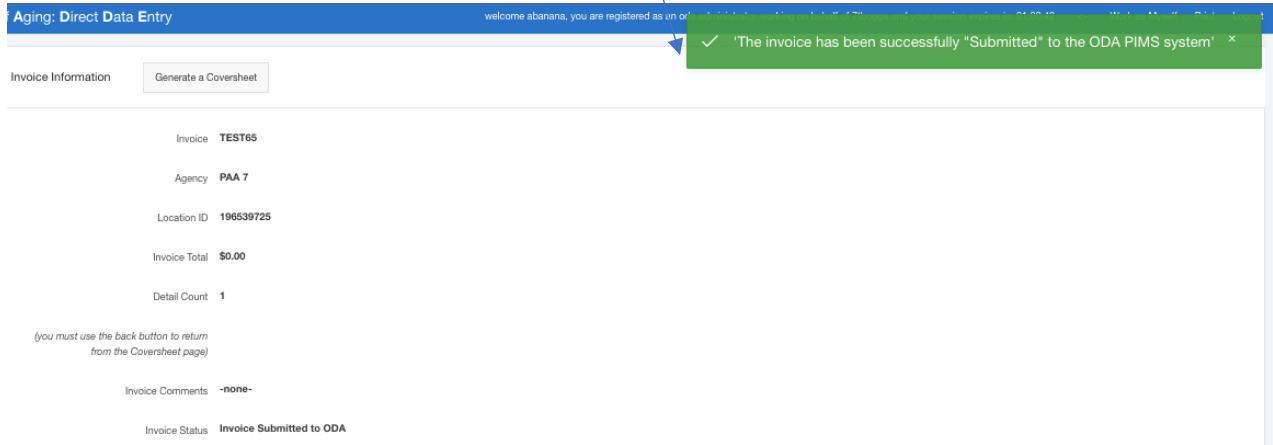 f Aging: Direct Data Entry
welcome abanana, you are registered as an
'The invoice has been successfully "Submitted" to the ODA PIMS system' ×
Invoice Information
Generate a Coversheet
Invoice TEST65
Agency PAA 7
Location ID 196539725
Invoice Total $0.00
Detail Count 1
(you must use the back button to return
from the Coversheet page)
Invoice Comments -none-
Invoice Status Invoice Submitted to ODA